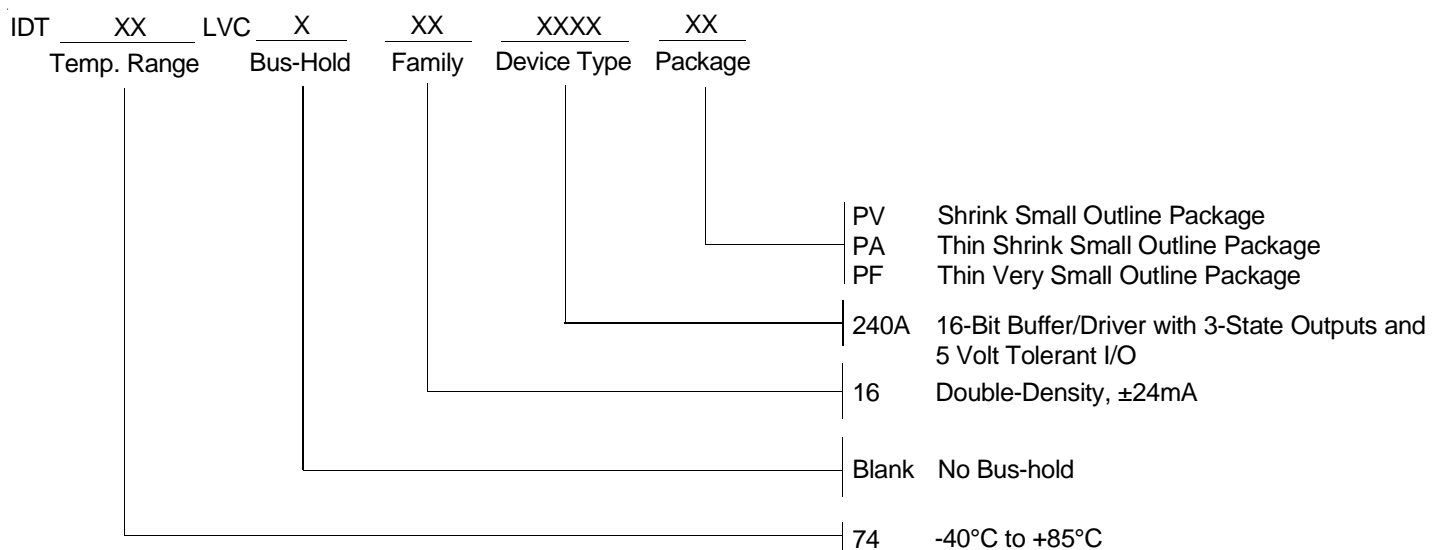 IDT XX LVC X XX XXXX XX
Temp. Range Bus-Hold Family Device Type Package
PV Shrink Small Outline Package
PA Thin Shrink Small Outline Package
PF Thin Very Small Outline Package
240A 16-Bit Buffer/Driver with 3-State Outputs and
5 Volt Tolerant I/O
16 Double-Density, ±24mA
Blank No Bus-hold
74 -40°C to +85°C